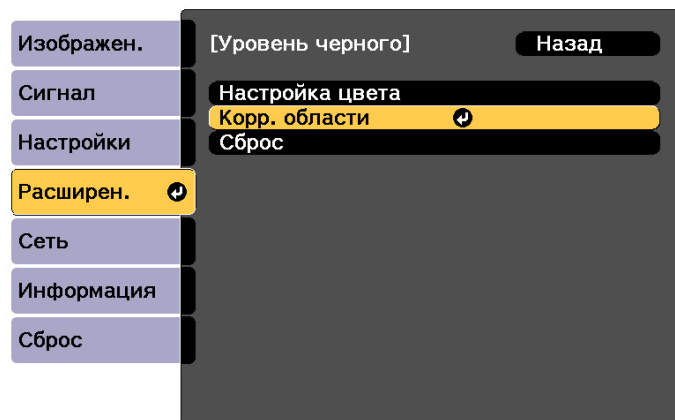 Изображен.
Сигнал
Настройки
Расширен.
Сеть
Информация
Сброс
[Уровень черного]
Назад
Настройка цвета
Корр. области
Сброс